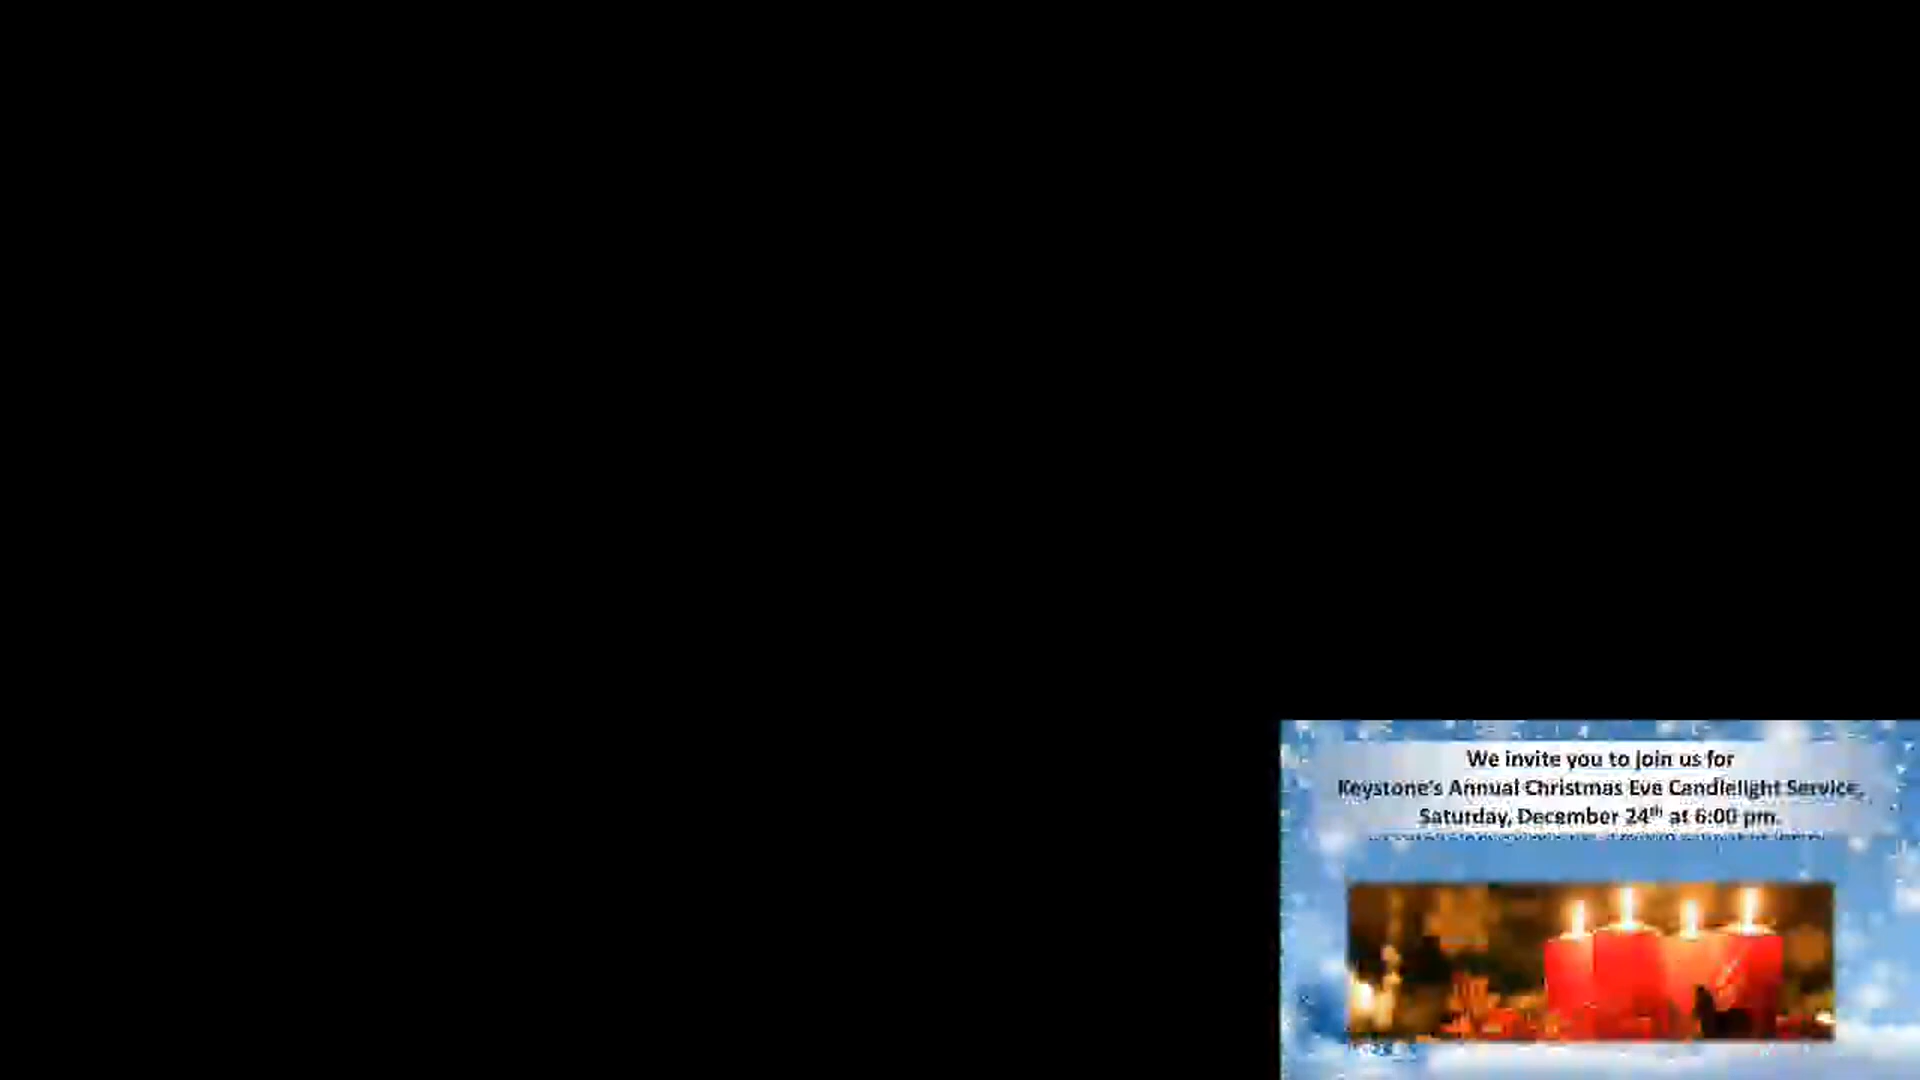 We invite you to join us for
Keystone's Annual Christmas Eve Candlelight Service,
Saturday, December 24th at 6:00 pm.